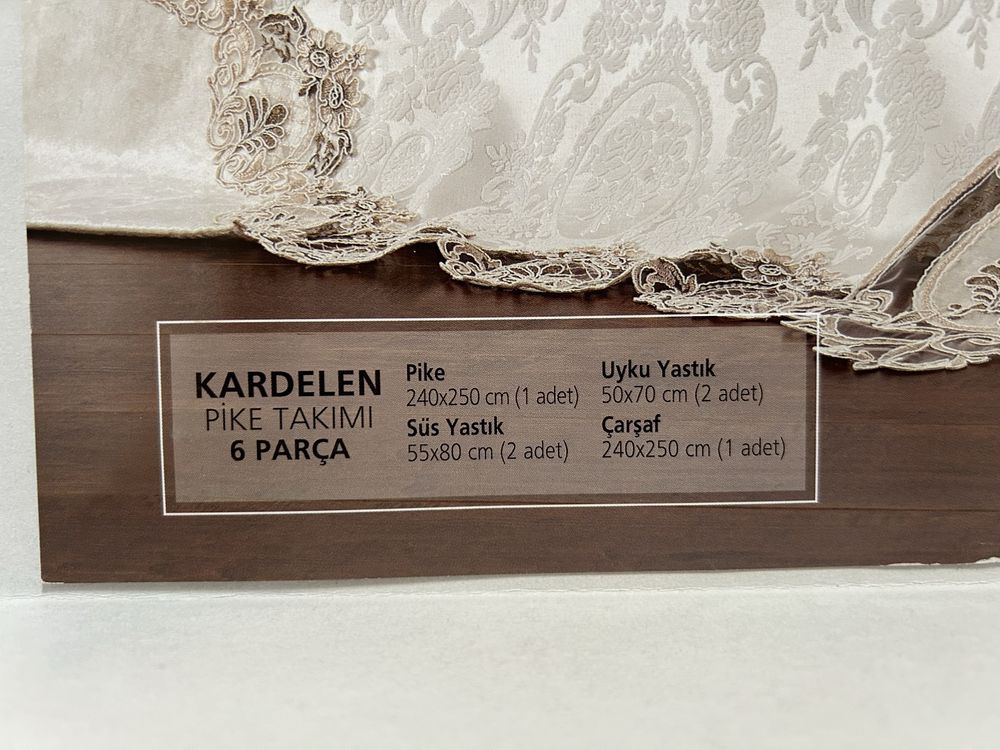 KARDELEN
PİKE TAKIMI
6 PARÇA
Pike
240x250 cm (1 adet)
Süs Yastık
55x80 cm (2 adet)
Uyku Yastık
50x70 cm (2 adet)
Çarşaf
240x250 cm (1 adet)